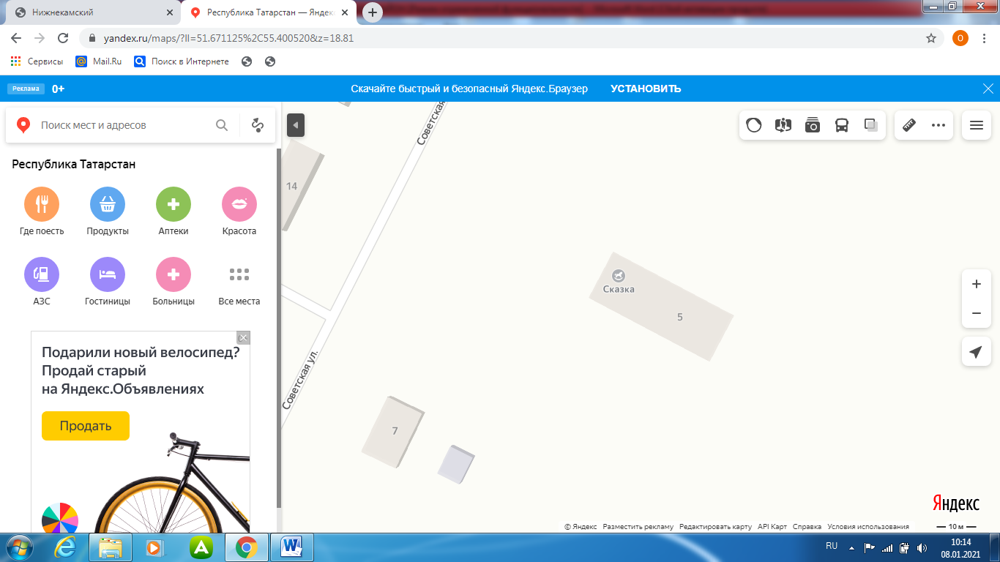 Нижнекамский
Республика Татарстан — Яндекс
yandex.ru/maps/?ll=51.671125%2C55.400520&z=18.81
О
Сервисы
Mail.Ru
Поиск в Интернете
Реклама
0+
Скачайте быстрый и безопасный Яндекс.Браузер
УСТАНОВИТЬ
Поиск мест и адресов
Республика Татарстан
Где поесть
Продукты
Аптеки
Красота
АЗС
Гостиницы
Больницы
Все места
Подарили новый велосипед?
Продай старый
на Яндекс.Объявлениях
Продать
Советская
14
Сказка
5
Советская ул.
7
Яндекс
© Яндекс Разместить рекламу Редактировать карту API Карт Справка Условия использования
10 м
RU
10:14
08.01.2021